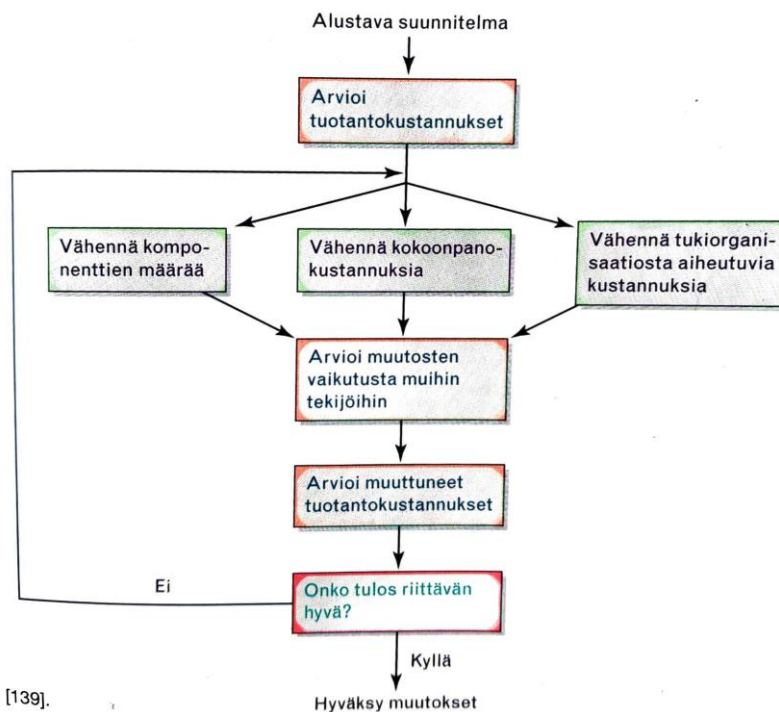 Alustava suunnitelma
Arvioi
tuotantokustannukset
Vähennä kompo-
nenttien määrää
Vähennä kokoonpano-
kustannuksia
Vähennä tukiorgani-
saatiosta aiheutuvia
kustannuksia
Arvioi muutosten
vaikutusta muihin
tekijöihin
Arvioi muuttuneet
tuotantokustannukset
Ei
Onko tulos riittävän
hyvä?
Kyllä
[139].
Hyväksy muutokset